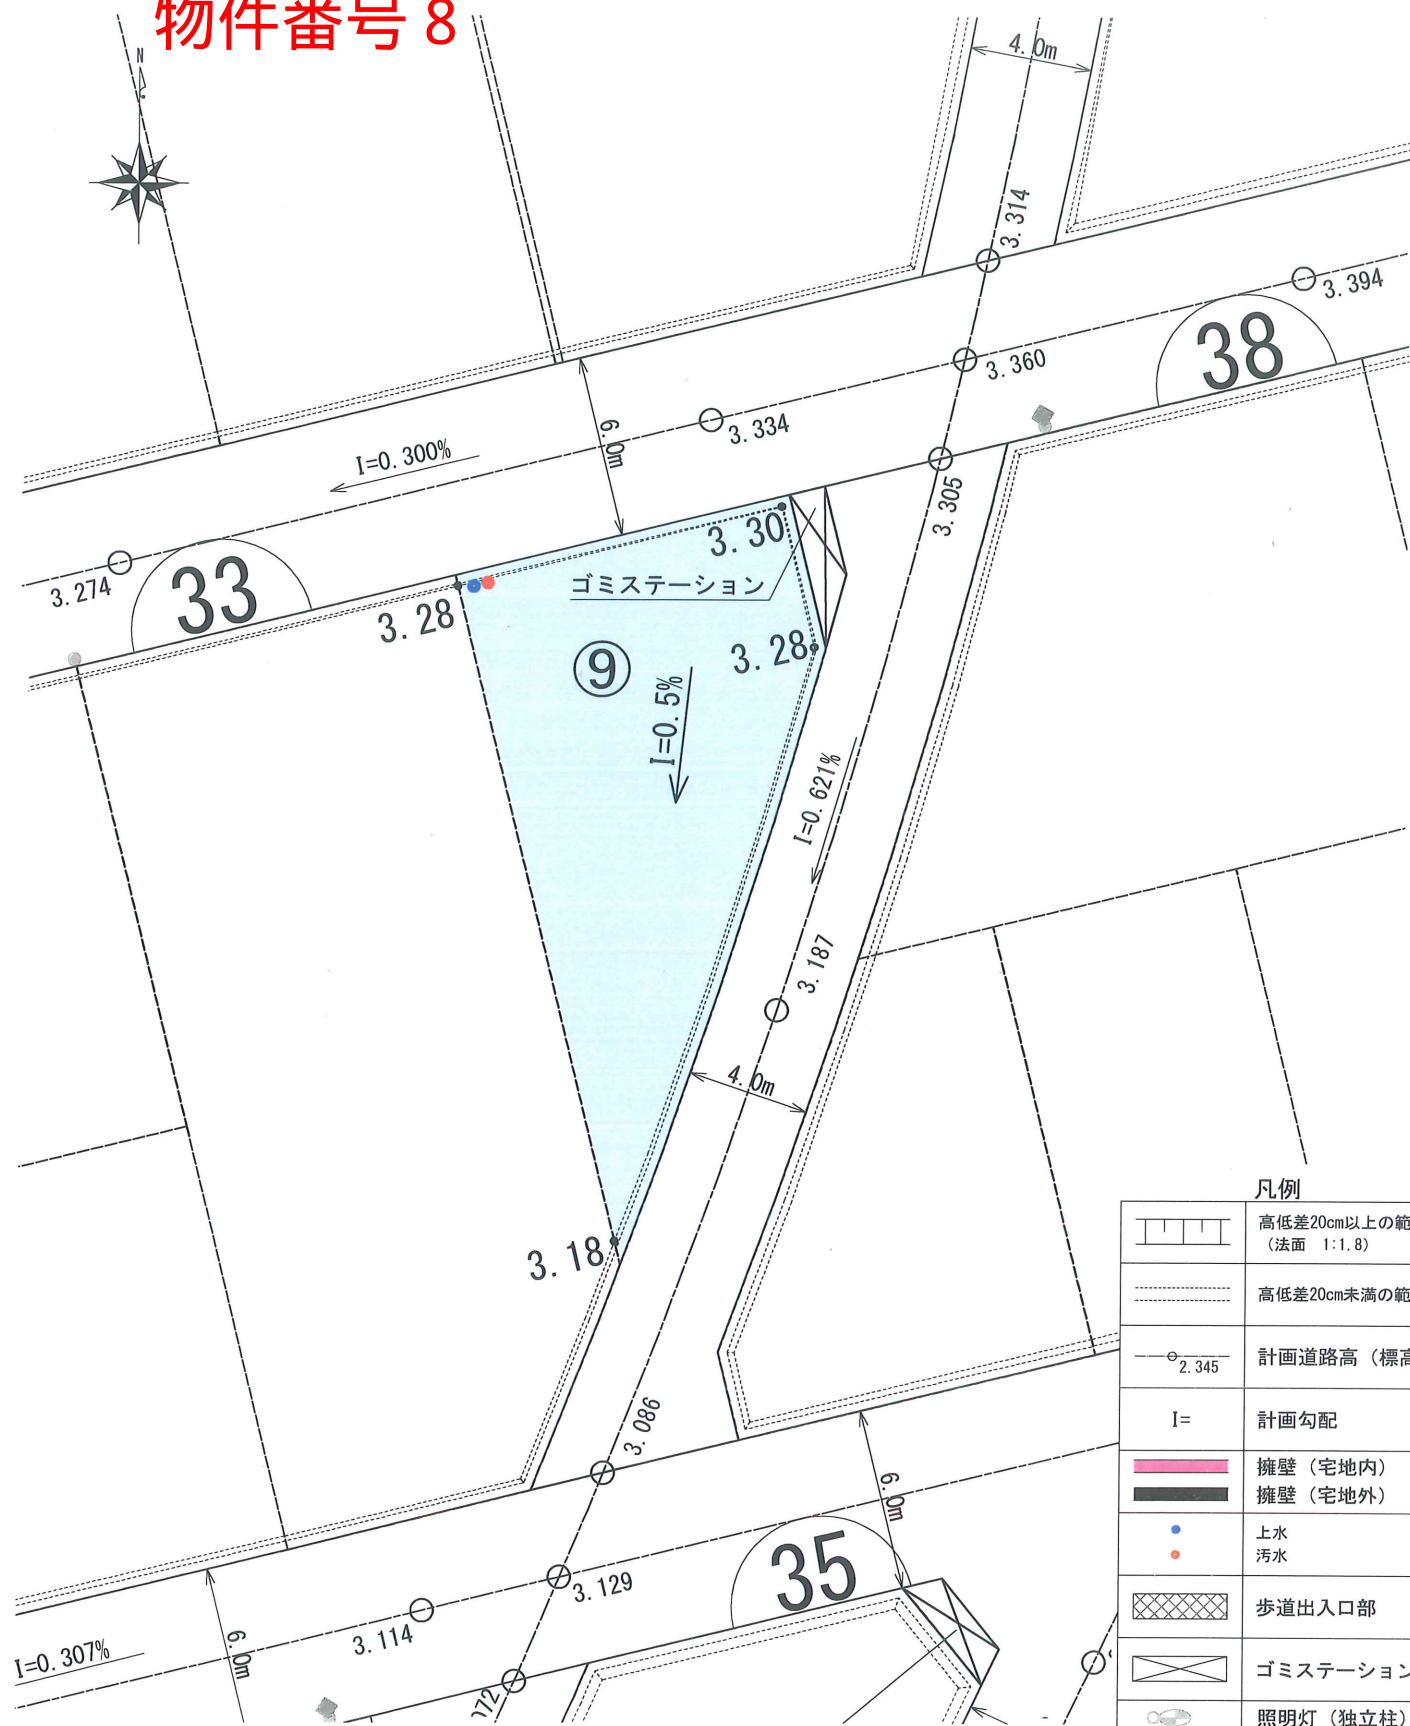 物件番号 8
N
4.0m
3.314
3.394
38
3.360
3.334
6.0m
I=0.300%
3.305
3.30
3.274
33
3.28
ゴミステーション
3.28
⑨
I=0.5%
I=0.621%
3.187
4.0m
3.18
3.086
6.0m
35
3.129
3.114
6.0m
I=0.307%
072
凡例
高低差20cm以上の範
(法面 1:1.8)
高低差20cm未満の範
2.345
計画道路高(標高
I=
計画勾配
擁壁(宅地内)
擁壁(宅地外)
上水
汚水
歩道出入口部
ゴミステーション
照明灯(独立柱)